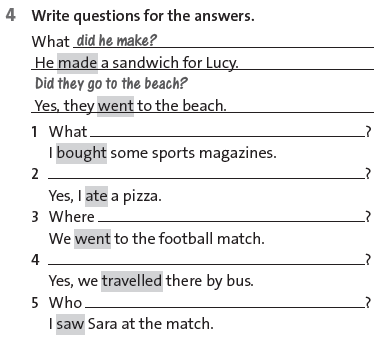 4 Write questions for the answers.
What did he make?
He made a sandwich for Lucy.
Did they go to the beach?
Yes, they went to the beach.
1 What ?
I bought some sports magazines.
2 ?
Yes, I ate a pizza.
3 Where ?
We went to the football match.
4 ?
Yes, we travelled there by bus.
5 Who ?
I saw Sara at the match.